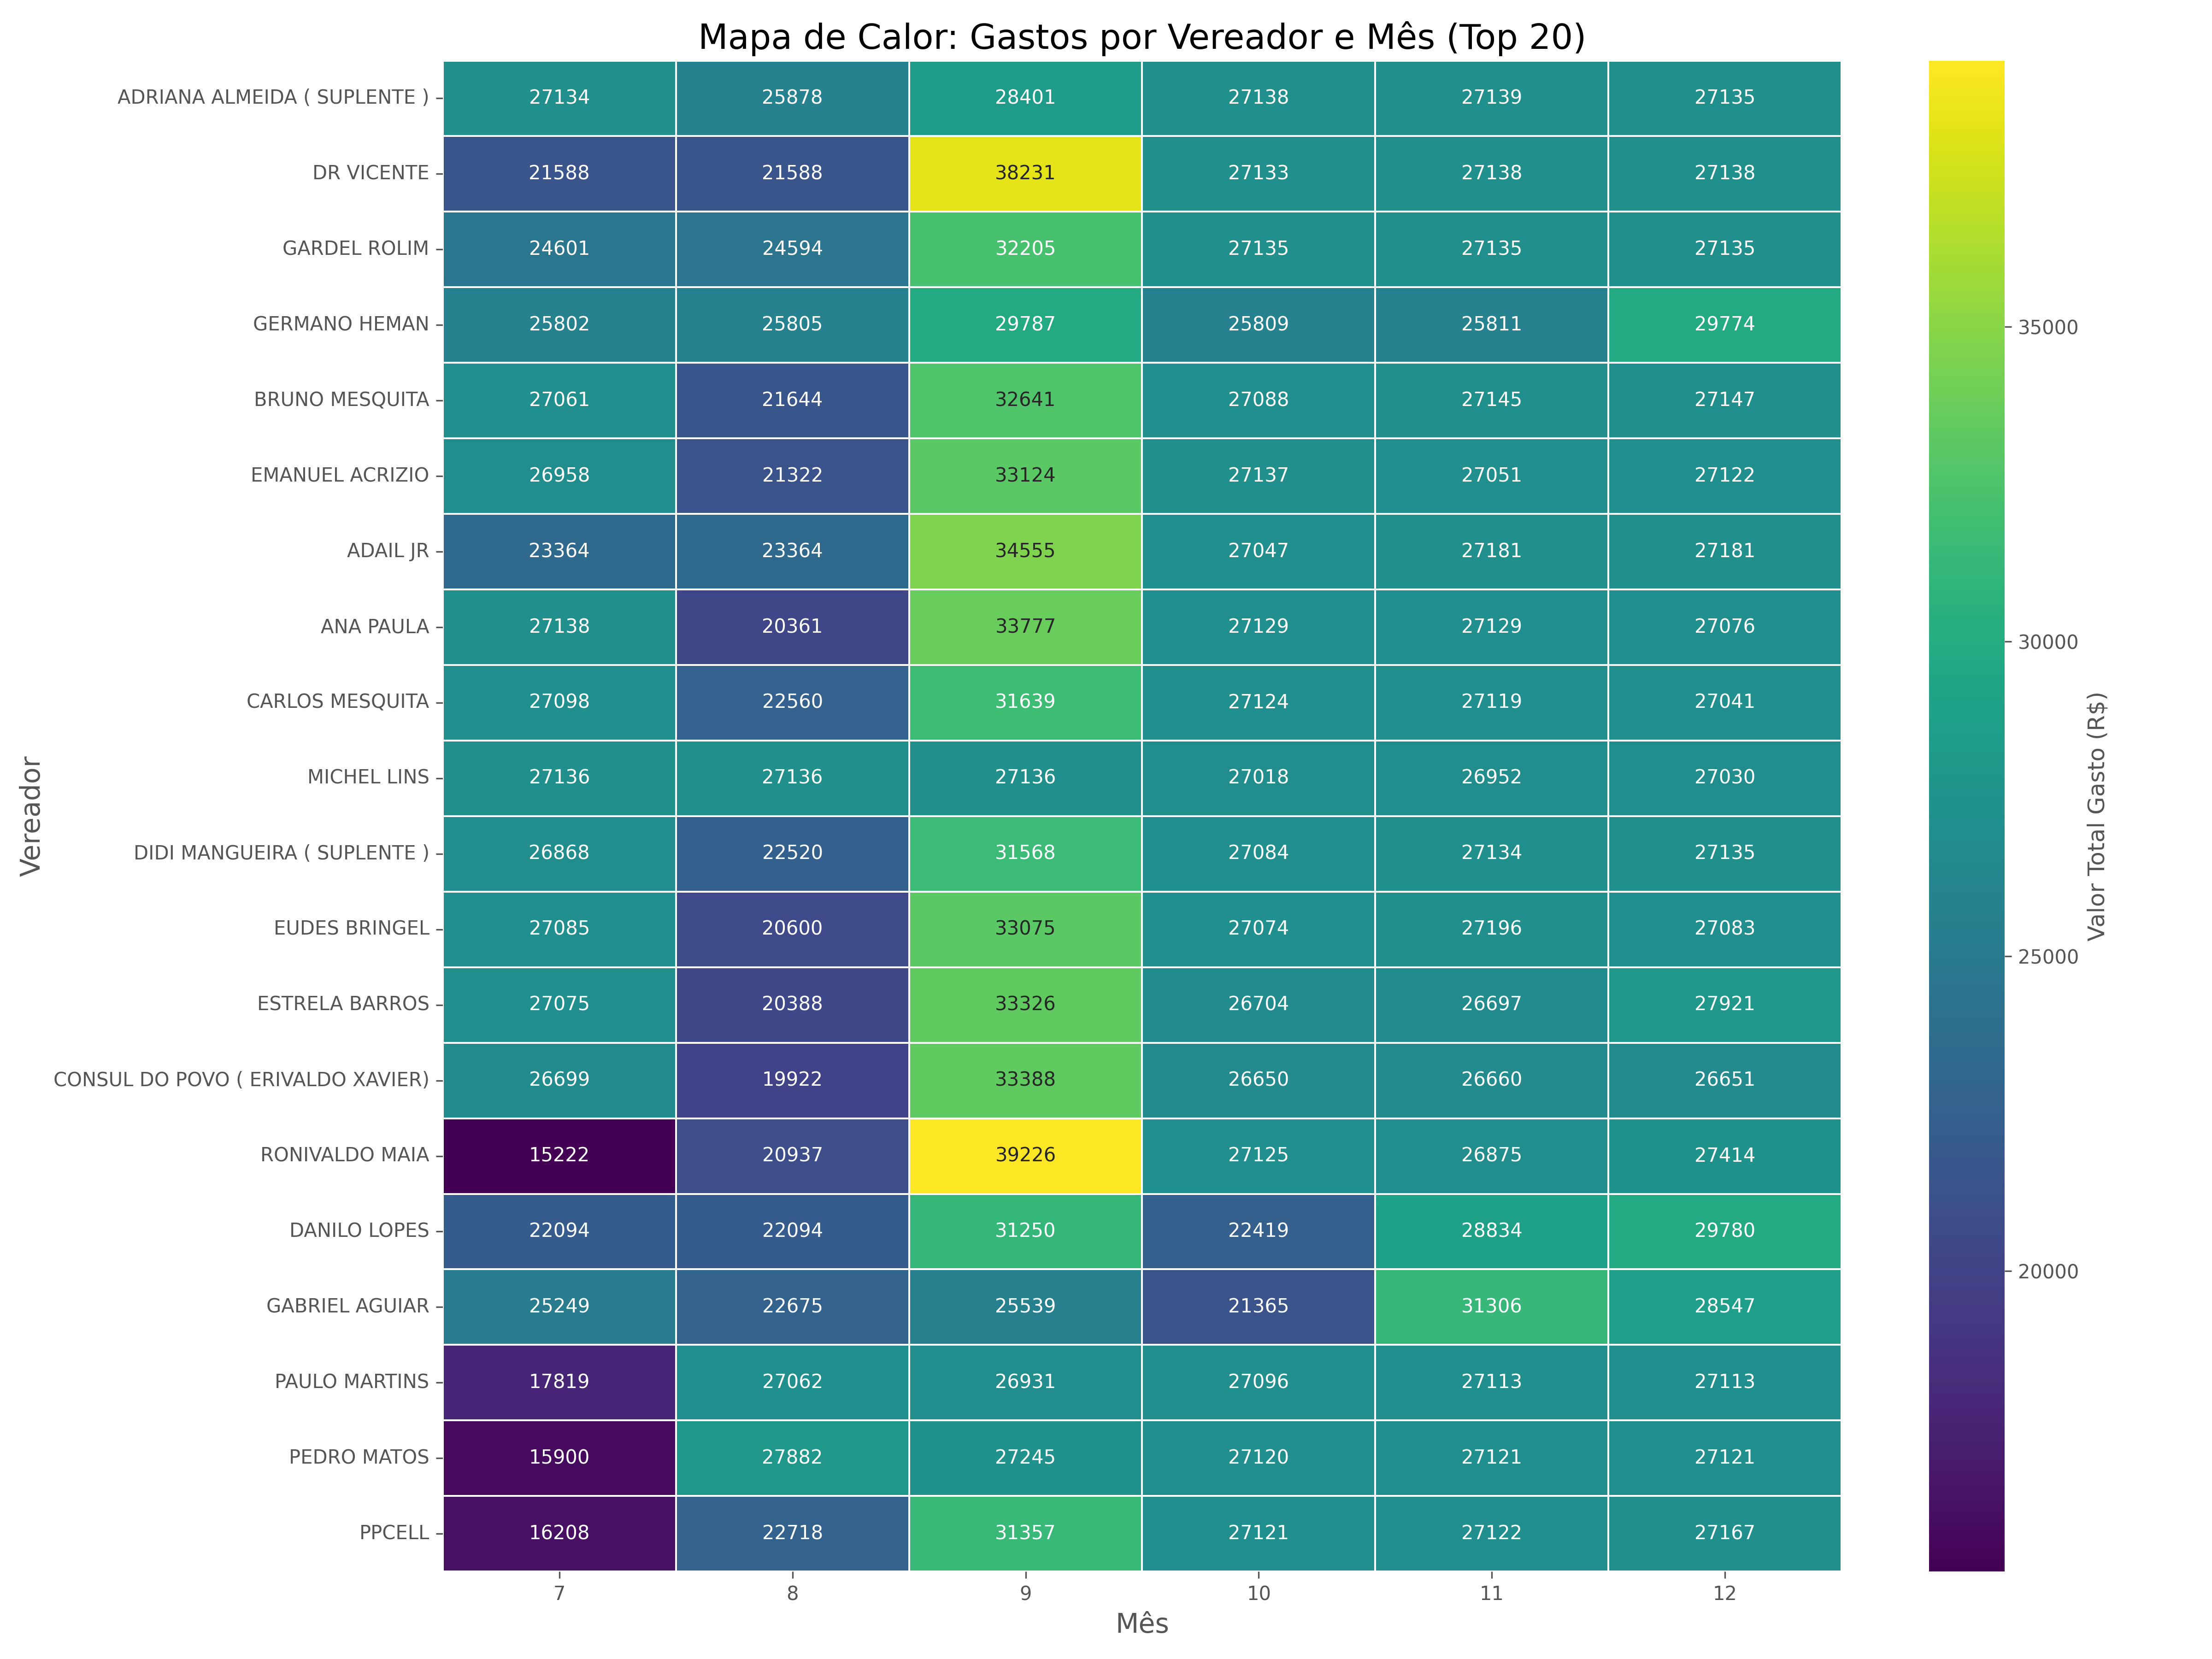 Mapa de Calor: Gastos por Vereador e Mês (Top 20)
Vereador
ADRIANA ALMEIDA ( SUPLENTE ) 27134 25878 28401 27138 27139 27135
DR VICENTE 21588 21588 38231 27133 27138 27138
GARDEL ROLIM 24601 24594 32205 27135 27135 27135
GERMANO HEMAN 25802 25805 29787 25809 25811 29774
BRUNO MESQUITA 27061 21644 32641 27088 27145 27147
EMANUEL ACRIZIO 26958 21322 33124 27137 27051 27122
ADAIL JR 23364 23364 34555 27047 27181 27181
ANA PAULA 27138 20361 33777 27129 27129 27076
CARLOS MESQUITA 27098 22560 31639 27124 27119 27041
MICHEL LINS 27136 27136 27136 27018 26952 27030
DIDI MANGUEIRA ( SUPLENTE ) 26868 22520 31568 27084 27134 27135
EUDES BRINGEL 27085 20600 33075 27074 27196 27083
ESTRELA BARROS 27075 20388 33326 26704 26697 27921
CONSUL DO POVO ( ERIVALDO XAVIER) 26699 19922 33388 26650 26660 26651
RONIVALDO MAIA 15222 20937 39226 27125 26875 27414
DANILO LOPES 22094 22094 31250 22419 28834 29780
GABRIEL AGUIAR 25249 22675 25539 21365 31306 28547
PAULO MARTINS 17819 27062 26931 27096 27113 27113
PEDRO MATOS 15900 27882 27245 27120 27121 27121
PPCELL 16208 22718 31357 27121 27122 27167
7 8 9 10 11 12
Mês
35000
30000
25000
20000
Valor Total Gasto (R$)